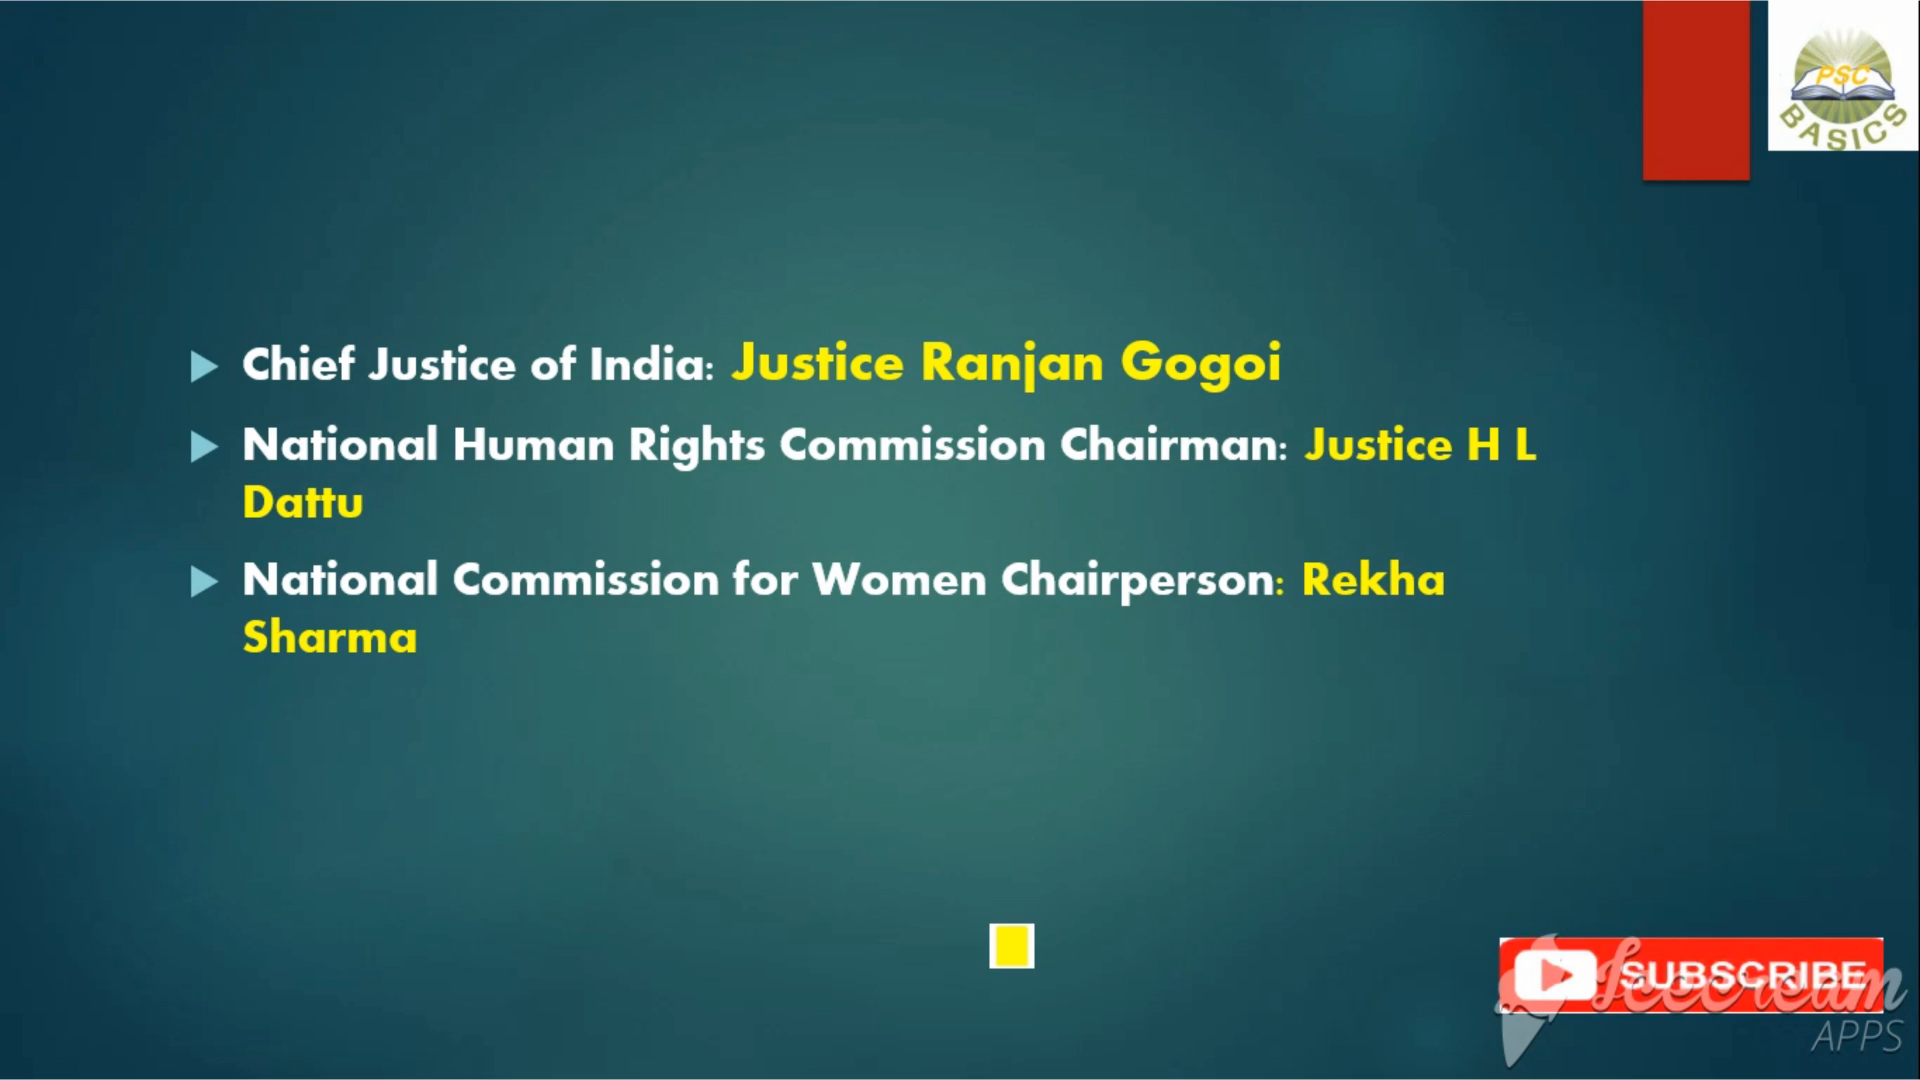 PSC
BASICS
Chief Justice of India: Justice Ranjan Gogoi
National Human Rights Commission Chairman: Justice H L
Dattu
National Commission for Women Chairperson: Rekha
Sharma
SUBSCRIBE
Icecream
APPS